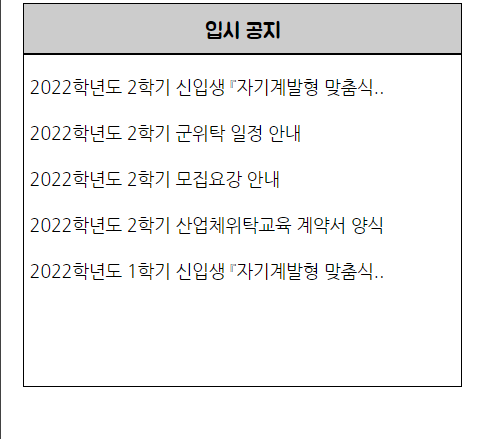 입시 공지
2022학년도 2학기 신입생 『자기계발형 맞춤식..
2022학년도 2학기 군위탁 일정 안내
2022학년도 2학기 모집요강 안내
2022학년도 2학기 산업체위탁교육 계약서 양식
2022학년도 1학기 신입생 『자기계발형 맞춤식..